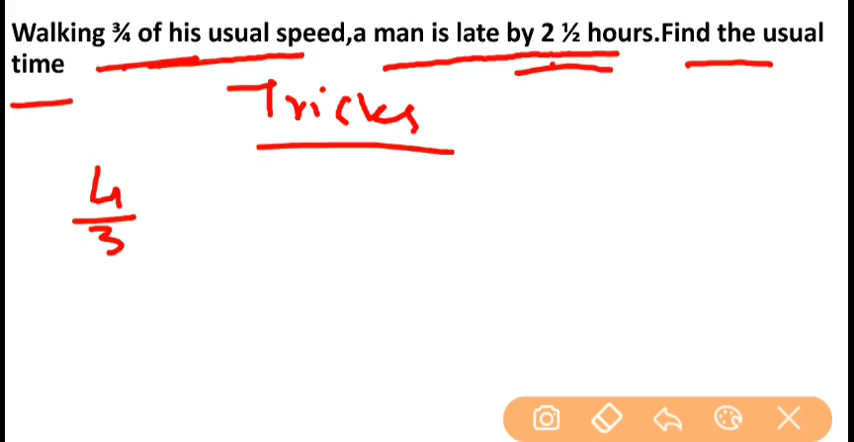 Walking ¾ of his usual speed,a man is late by 2 ½ hours.Find the usual
time
Tricks
4
3